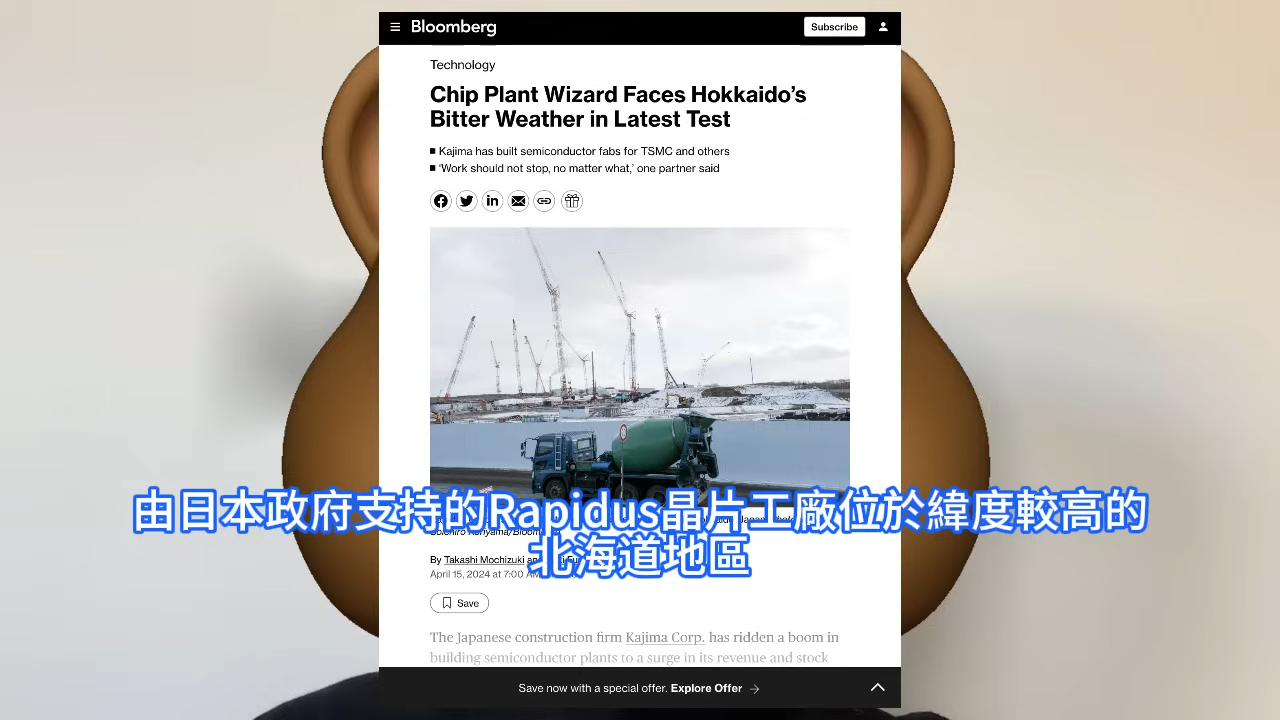 Bloomberg
Subscribe
Technology
Chip Plant Wizard Faces Hokkaido's
Bitter Weather in Latest Test
Kajima has built semiconductor fabs for TSMC and others
'Work should not stop, no matter what,' one partner said
由日本政府支持的Rapidus晶片工廠位於緯度較高的
北海道地區
By Takashi Mochizuki
April 15, 2024 at 7:00
Save
The Japanese construction firm Kajima Corp. has ridden a boom in
building semiconductor plants to a surge in its revenue and stock
Save now with a special offer. Explore Offer